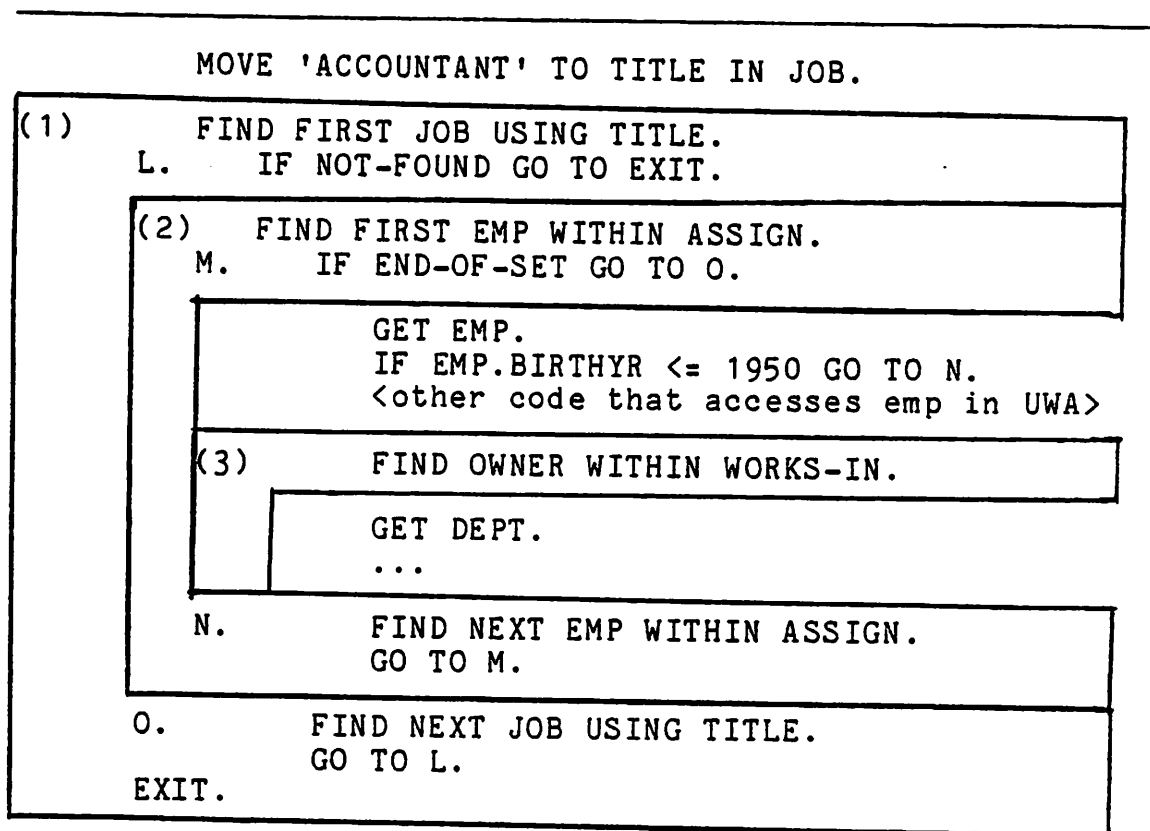 MOVE 'ACCOUNTANT' TO TITLE IN JOB.
(1) FIND FIRST JOB USING TITLE.
L. IF NOT-FOUND GO TO EXIT.
(2) FIND FIRST EMP WITHIN ASSIGN.
M. IF END-OF-SET GO TO O.
GET EMP.
IF EMP.BIRTHYR <= 1950 GO TO N.
<other code that accesses emp in UWA>
(3) FIND OWNER WITHIN WORKS-IN.
GET DEPT.
...
N. FIND NEXT EMP WITHIN ASSIGN.
GO TO M.
O. FIND NEXT JOB USING TITLE.
GO TO L.
EXIT.